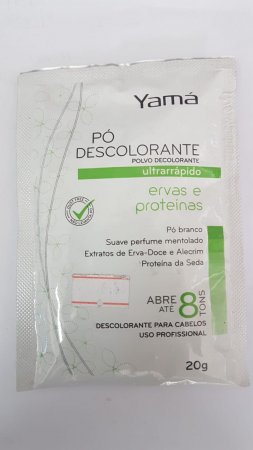 Yamá
PÓ
DESCOLORANTE
POLVO DECOLORANTE
ultrarrápido
ervas e
proteínas
Pó branco
Suave perfume mentolado
Extratos de Erva-Doce e Alecrim
Proteína da Seda
ABRE
ATÉ
8
TONS
DESCOLORANTE PARA CABELOS
USO PROFISSIONAL
20g